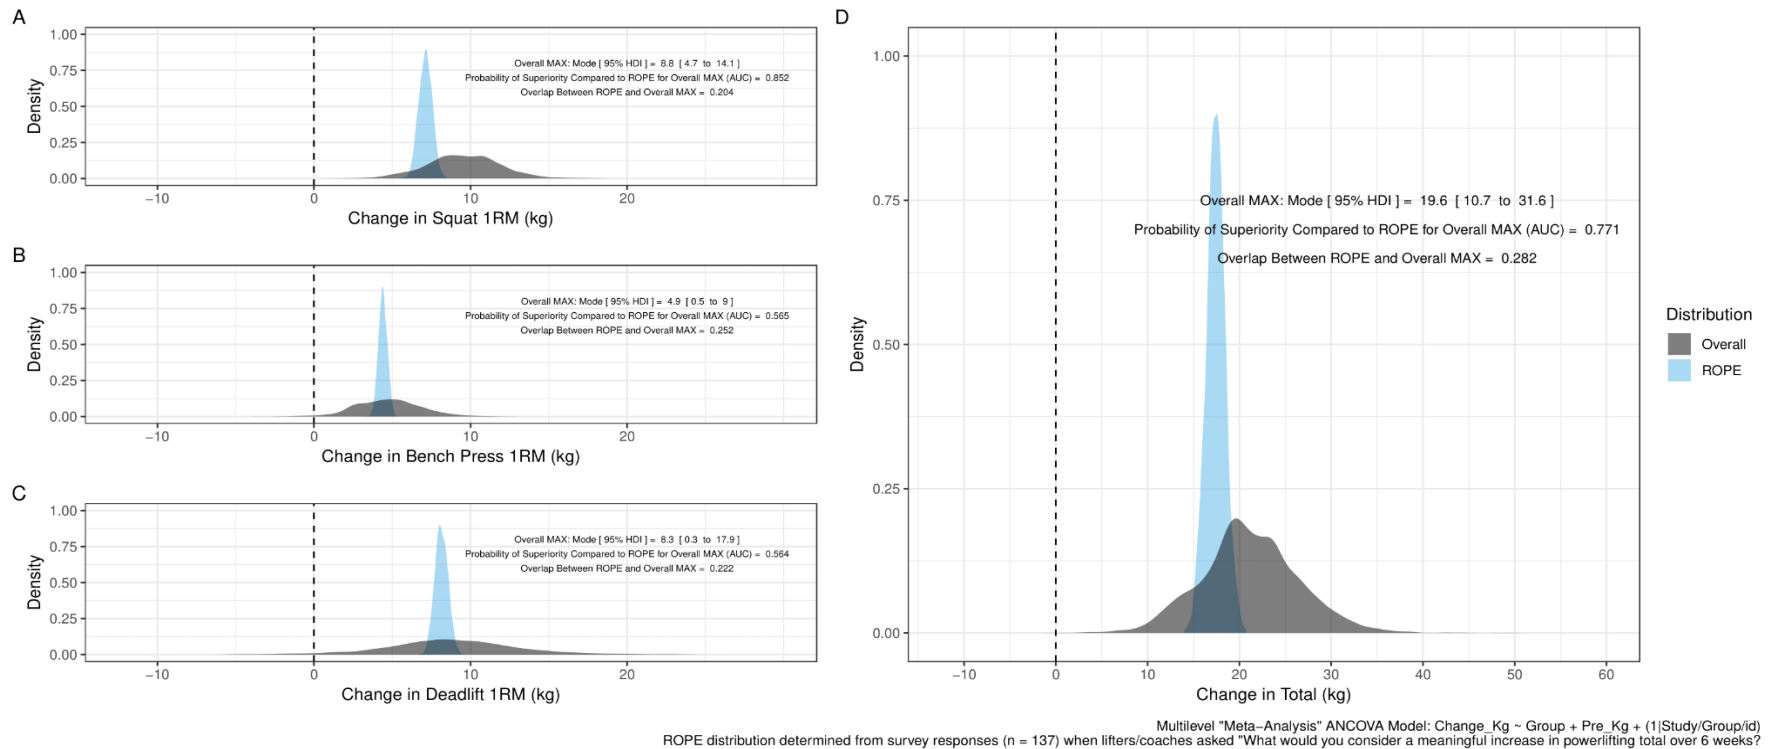 A
1.00
0.75
0.50
0.25
0.00
Density
Overall MAX: Mode [ 95% HDI ] = 8.8 [ 4.7 to 14.1 ]
Probability of Superiority Compared to ROPE for Overall MAX (AUC) = 0.852
Overlap Between ROPE and Overall MAX = 0.204
−10 0 10 20
Change in Squat 1RM (kg)
B
1.00
0.75
0.50
0.25
0.00
Density
Overall MAX: Mode [ 95% HDI ] = 4.9 [ 0.5 to 9 ]
Probability of Superiority Compared to ROPE for Overall MAX (AUC) = 0.565
Overlap Between ROPE and Overall MAX = 0.252
−10 0 10 20
Change in Bench Press 1RM (kg)
C
1.00
0.75
0.50
0.25
0.00
Density
Overall MAX: Mode [ 95% HDI ] = 8.3 [ 0.3 to 17.9 ]
Probability of Superiority Compared to ROPE for Overall MAX (AUC) = 0.564
Overlap Between ROPE and Overall MAX = 0.222
−10 0 10 20
Change in Deadlift 1RM (kg)
D
1.00
0.75
0.50
0.25
0.00
Density
Overall MAX: Mode [ 95% HDI ] = 19.6 [ 10.7 to 31.6 ]
Probability of Superiority Compared to ROPE for Overall MAX (AUC) = 0.771
Overlap Between ROPE and Overall MAX = 0.282
−10 0 10 20 30 40 50 60
Change in Total (kg)
Distribution
Overall
ROPE
Multilevel "Meta−Analysis" ANCOVA Model: Change_Kg ~ Group + Pre_Kg + (1|Study/Group/id)
ROPE distribution determined from survey responses (n = 137) when lifters/coaches asked "What would you consider a meaningful increase in powerlifting total over 6 weeks?